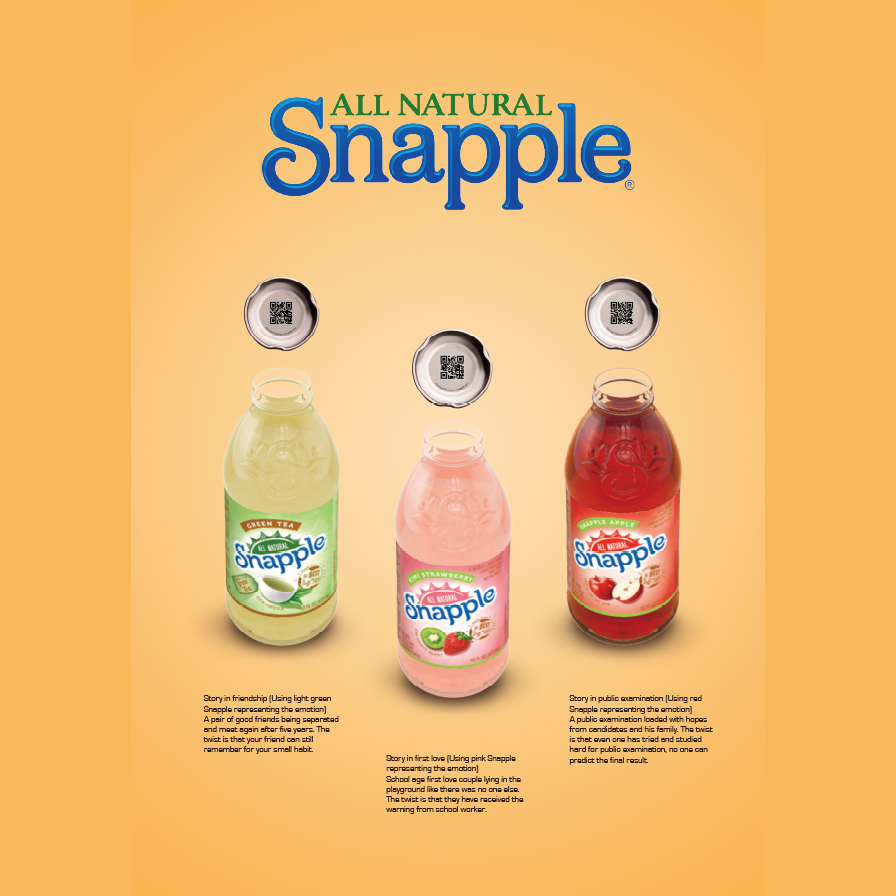 ALL NATURAL
Snapple®
GREEN TEA
ALL NATURAL
Snapple
KIWI STRAWBERRY
ALL NATURAL
Snapple
SNAPPLE APPLE
ALL NATURAL
Snapple
Story in friendship (Using light green
Snapple representing the emotion)
A pair of good friends being separated
and meet again after five years. The
twist is that your friend can still
remember for your small habit.
Story in first love (Using pink Snapple
representing the emotion)
School age first love couple lying in the
playground like there was no one else.
The twist is that they have received the
warning from school worker.
Story in public examination (Using red
Snapple representing the emotion)
A public examination loaded with hopes
from candidates and his family. The twist
is that even one has tried and studied
hard for public examination, no one can
predict the final result.